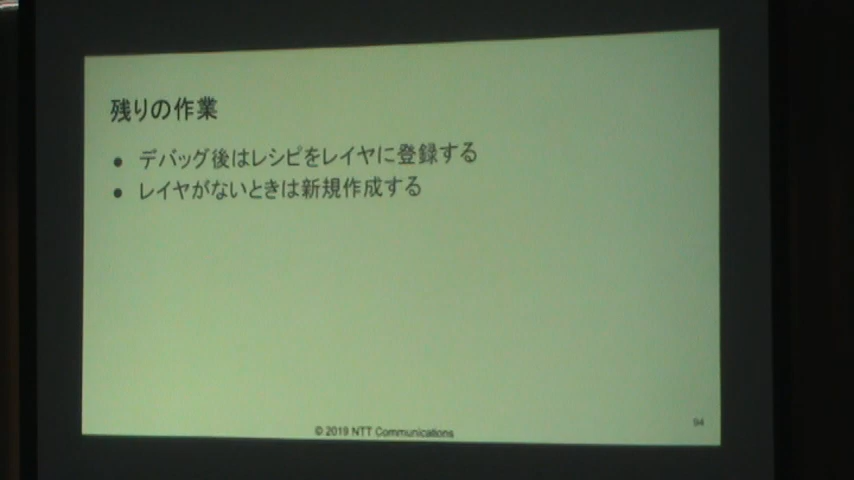 残りの作業
● デバッグ後はレシピをレイヤに登録する
● レイヤがないときは新規作成する
© 2019 NTT Communications
94